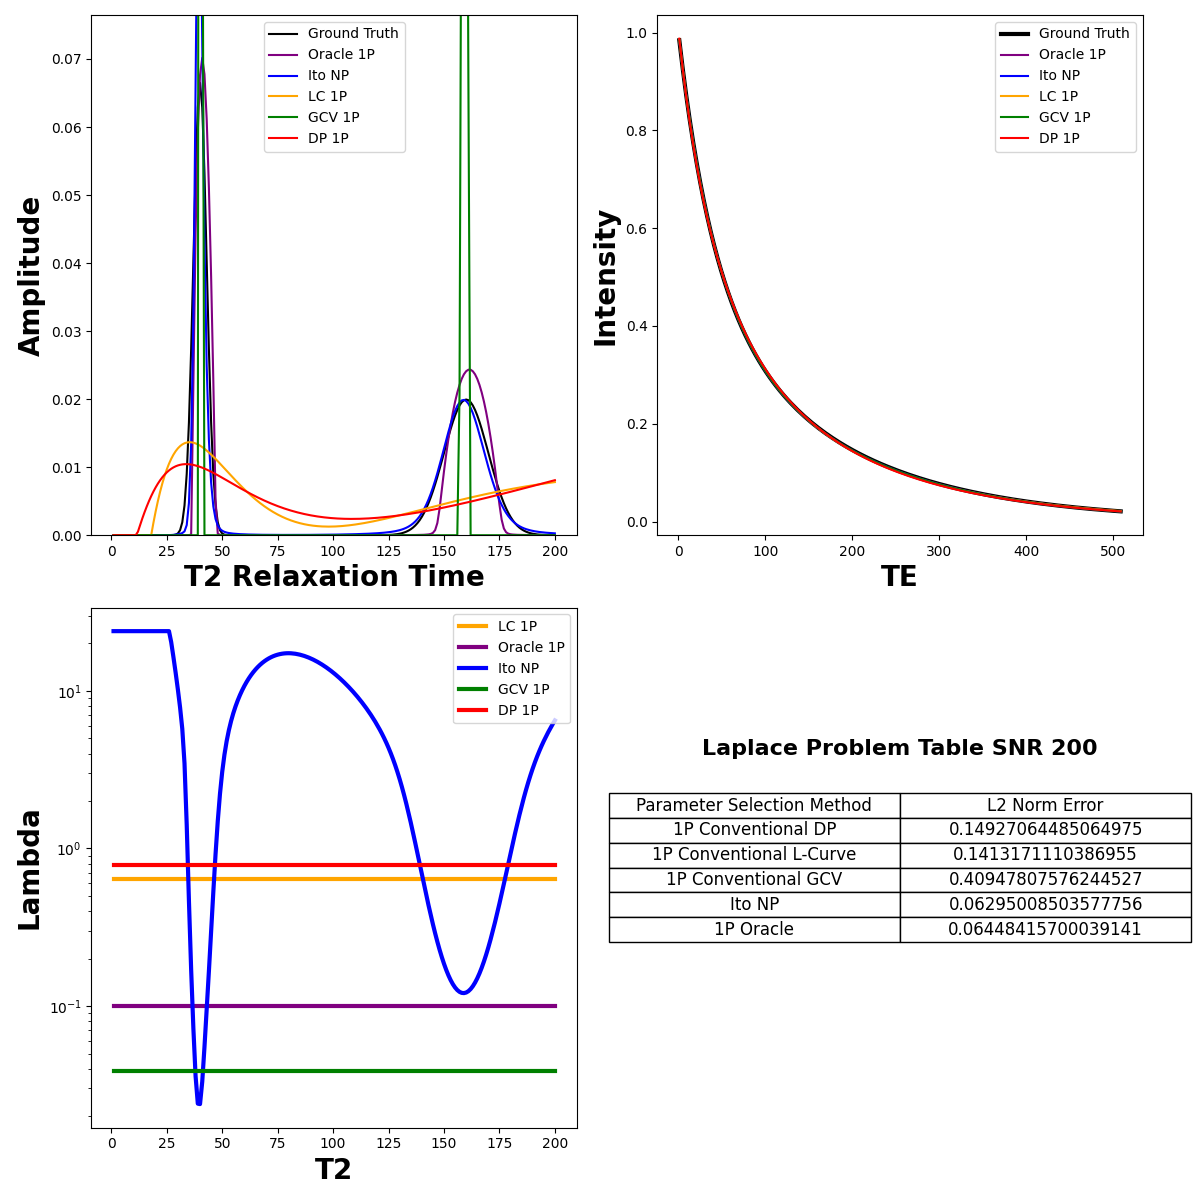 Amplitude
0.07
0.06
0.05
0.04
0.03
0.02
0.01
0.00
0 25 50 75 100 125 150 175 200
T2 Relaxation Time
Ground Truth
Oracle 1P
Ito NP
LC 1P
GCV 1P
DP 1P
Intensity
1.0
0.8
0.6
0.4
0.2
0.0
0 100 200 300 400 500
TE
Ground Truth
Oracle 1P
Ito NP
LC 1P
GCV 1P
DP 1P
Lambda
10¹
10⁰
10⁻¹
0 25 50 75 100 125 150 175 200
T2
LC 1P
Oracle 1P
Ito NP
GCV 1P
DP 1P
Laplace Problem Table SNR 200
Parameter Selection Method L2 Norm Error
1P Conventional DP 0.14927064485064975
1P Conventional L-Curve 0.1413171110386955
1P Conventional GCV 0.40947807576244527
Ito NP 0.06295008503577756
1P Oracle 0.06448415700039141